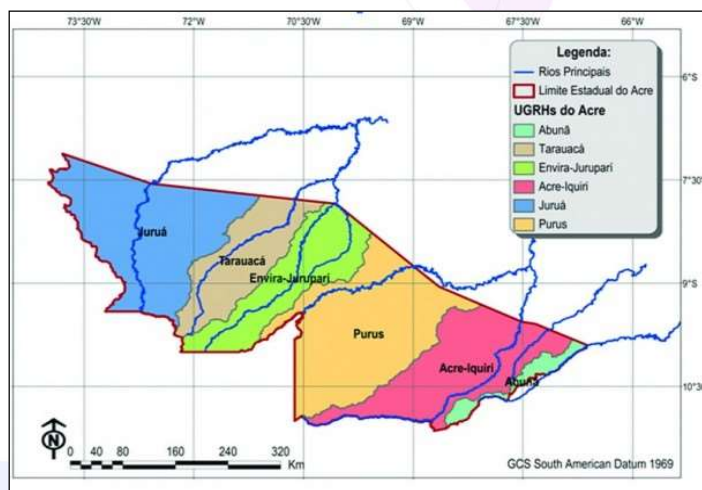 73°30'W 72°W 70°30'W 69°W 67°30'W 66°W
Legenda:
Rios Principais
Limite Estadual do Acre
UGRHs do Acre
Abunã
Tarauacá
Envira-Jurupari
Acre-Iquiri
Juruá
Purus
6°S
7°30'S
9°S
10°30'S
Juruá
Tarauacá
Envira-Jurupari
Purus
Acre-Iquiri
Abunã
N
0 40 80 160 240 320
Km
GCS South American Datum 1969